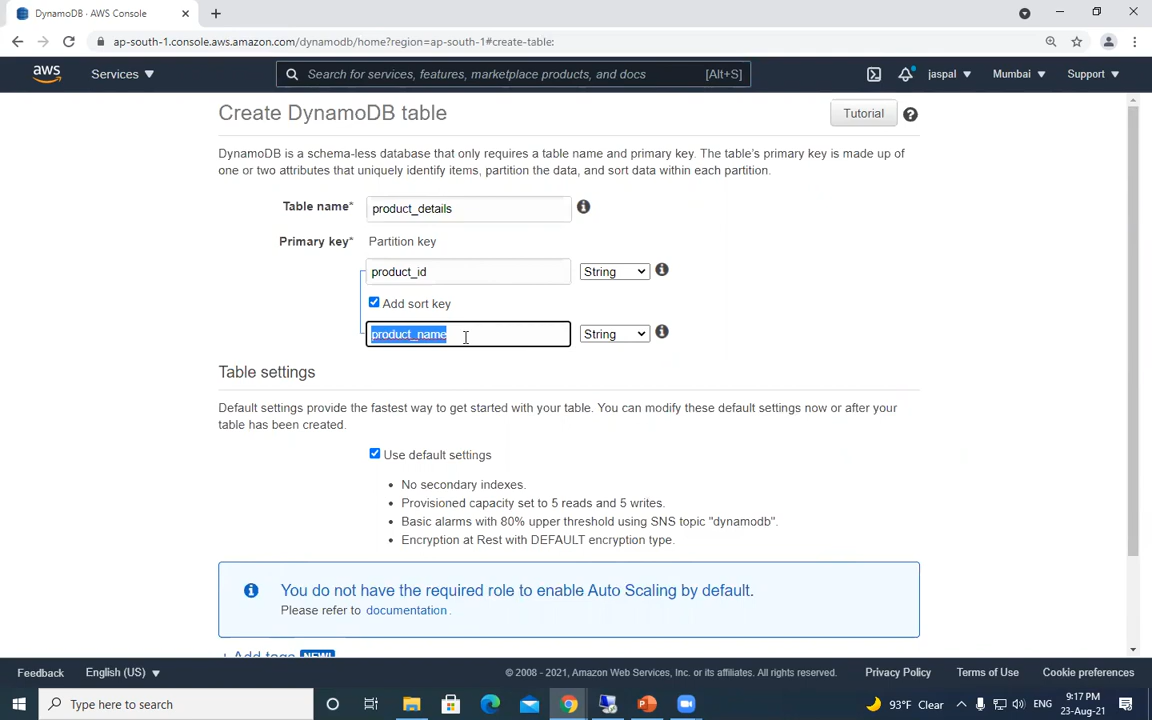 DynamoDB · AWS Console
ap-south-1.console.aws.amazon.com/dynamodb/home?region=ap-south-1#create-table:
aws
Services
Search for services, features, marketplace products, and docs
[Alt+S]
jaspal
Mumbai
Support
Create DynamoDB table
Tutorial
DynamoDB is a schema-less database that only requires a table name and primary key. The table's primary key is made up of
one or two attributes that uniquely identify items, partition the data, and sort data within each partition.
Table name*
product_details
Primary key*
Partition key
product_id
String
Add sort key
product_name
String
Table settings
Default settings provide the fastest way to get started with your table. You can modify these default settings now or after your
table has been created.
Use default settings
• No secondary indexes.
• Provisioned capacity set to 5 reads and 5 writes.
• Basic alarms with 80% upper threshold using SNS topic "dynamodb".
• Encryption at Rest with DEFAULT encryption type.
You do not have the required role to enable Auto Scaling by default.
Please refer to documentation.
+ Add tags NEW!
Feedback
English (US)
© 2008 - 2021, Amazon Web Services, Inc. or its affiliates. All rights reserved.
Privacy Policy
Terms of Use
Cookie preferences
Type here to search
93°F Clear
ENG
9:17 PM
23-Aug-21